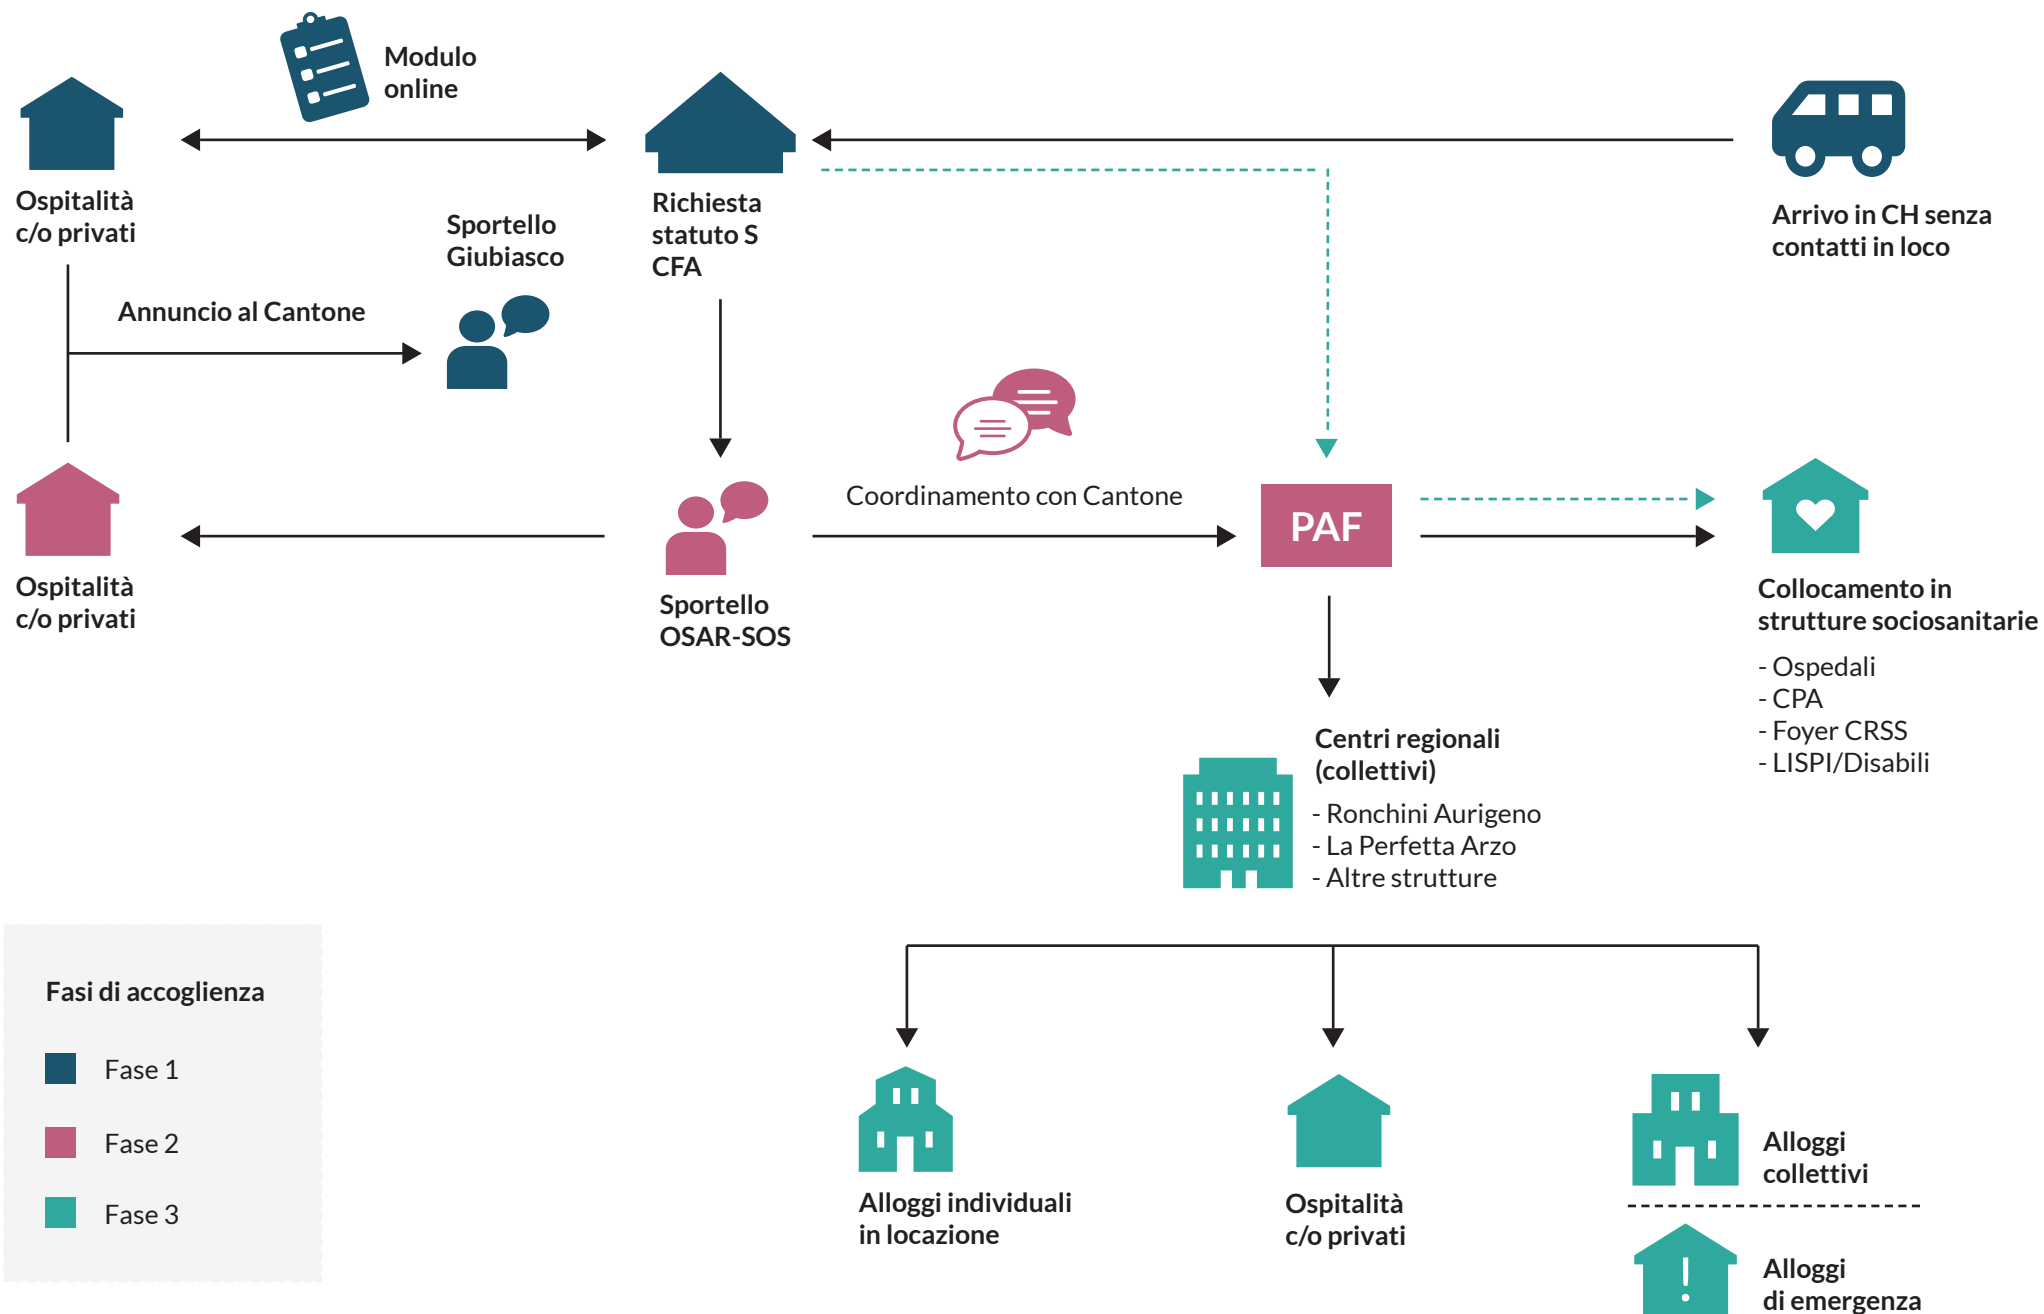 Modulo
online
Ospitalità
c/o privati
Sportello
Giubiasco
Richiesta
statuto S
CFA
Arrivo in CH senza
contatti in loco
Annuncio al Cantone
Coordinamento con Cantone
PAF
Ospitalità
c/o privati
Sportello
OSAR-SOS
Collocamento in
strutture sociosanitarie
- Ospedali
- CPA
- Foyer CRSS
- LISPI/Disabili
Centri regionali
(collettivi)
- Ronchini Aurigeno
- La Perfetta Arzo
- Altre strutture
Fasi di accoglienza
Fase 1
Fase 2
Fase 3
Alloggi individuali
in locazione
Ospitalità
c/o privati
Alloggi
collettivi
Alloggi
di emergenza